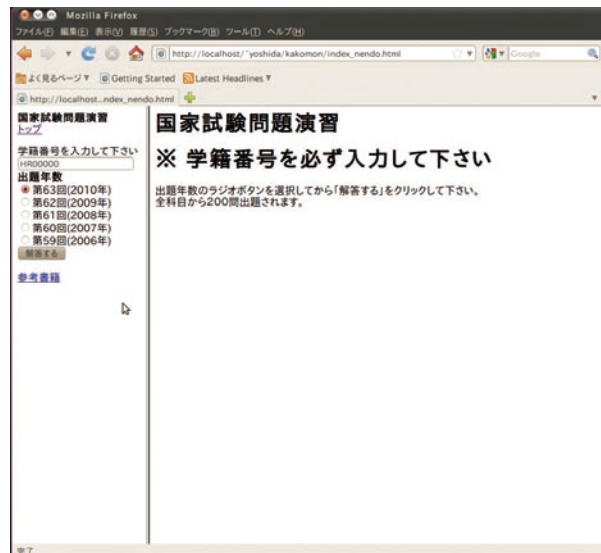 Mozilla Firefox
ファイル(F) 編集(E) 表示(V) 履歴(S) ブックマーク(B) ツール(T) ヘルプ(H)
http://localhost/~yoshida/kakomon/index_nendo.html
Google
よく見るページ Getting Started Latest Headlines
http://localhost...ndex_nendo.html
国家試験問題演習
トップ
学籍番号を入力して下さい
HR00000
出題年数
第63回(2010年)
第62回(2009年)
第61回(2008年)
第60回(2007年)
第59回(2006年)
解答する
参考書籍
国家試験問題演習
※ 学籍番号を必ず入力して下さい
出題年数のラジオボタンを選択してから「解答する」をクリックして下さい。
全科目から200問出題されます。
完了